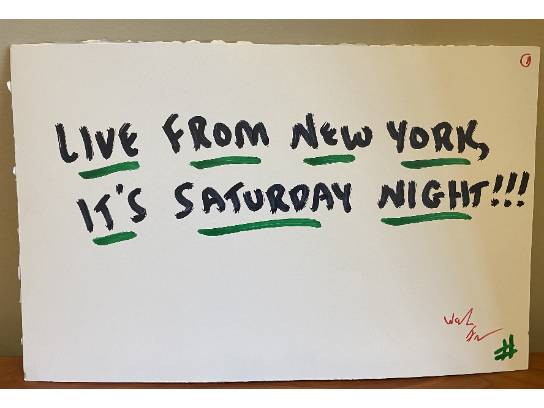 LIVE FROM NEW YORK,
IT'S SATURDAY NIGHT!!!
#